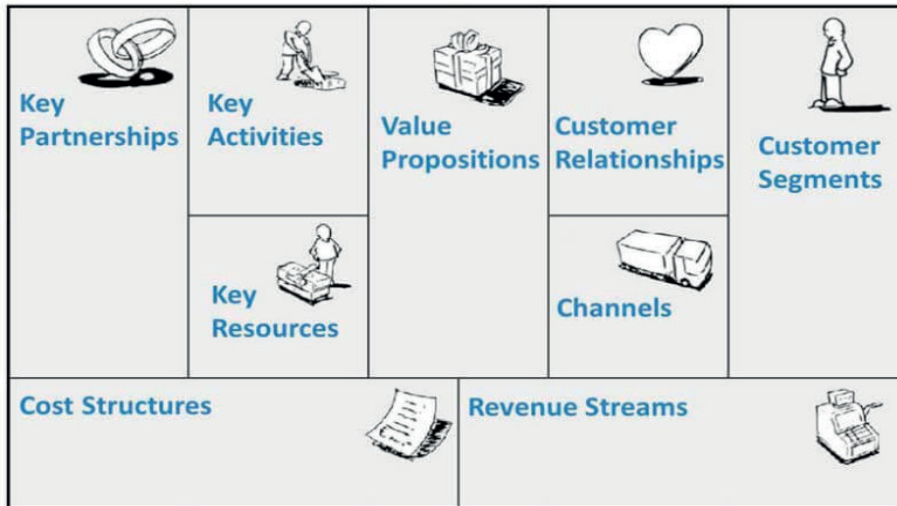 Key
Partnerships
Key
Activities
Key
Resources
Value
Propositions
Customer
Relationships
Channels
Customer
Segments
Cost Structures
Revenue Streams